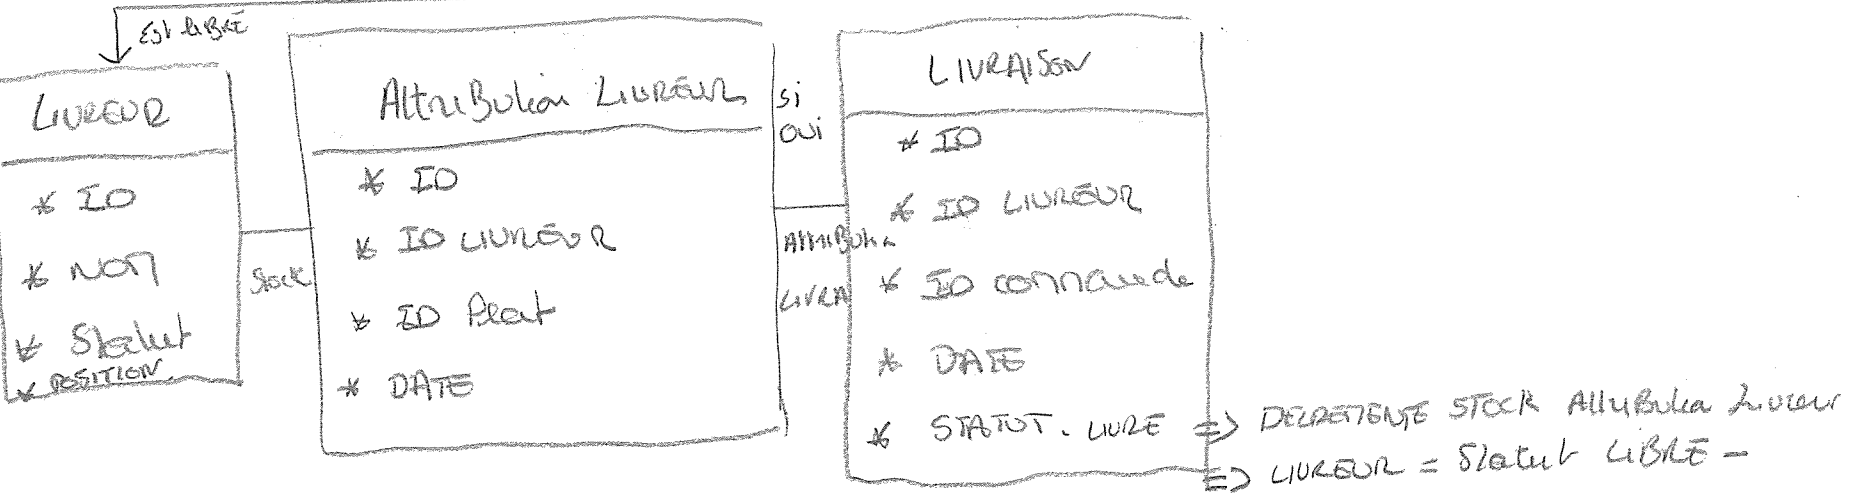 EST LIBRE
LIVREUR
* ID
* NOM
* Statut
* POSITION
Stock
Attribution LIVREUR
* ID
* ID LIVREUR
* ID Plat
* DATE
si
OUI
ATTRIBUtion
LIVRA
LIVRAISON
* ID
* ID LIVREUR
* ID commande
* DATE
* STATUT. LIVRE => DECREMENTE STOCK Attribution Livreur
=> LIVREUR = Statut LIBRE -